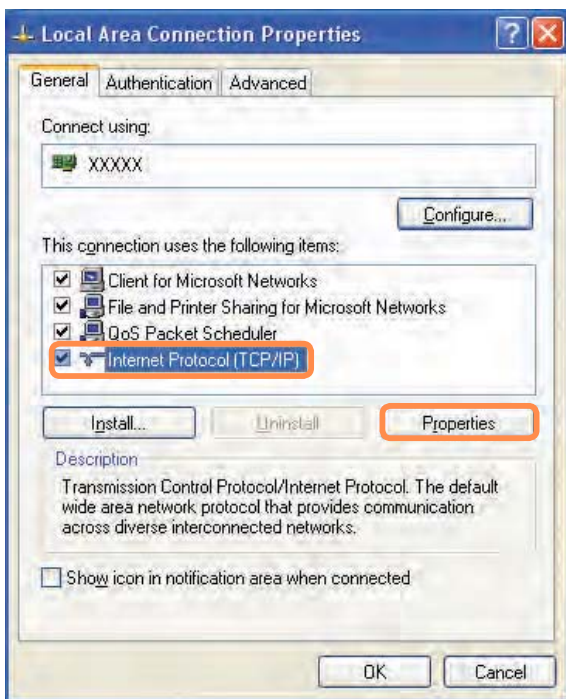 Local Area Connection Properties
General
Authentication
Advanced
Connect using:
XXXXX
Configure...
This connection uses the following items:
Client for Microsoft Networks
File and Printer Sharing for Microsoft Networks
QoS Packet Scheduler
Internet Protocol (TCP/IP)
Install...
Uninstall
Properties
Description
Transmission Control Protocol/Internet Protocol. The default
wide area network protocol that provides communication
across diverse interconnected networks.
Show icon in notification area when connected
OK
Cancel